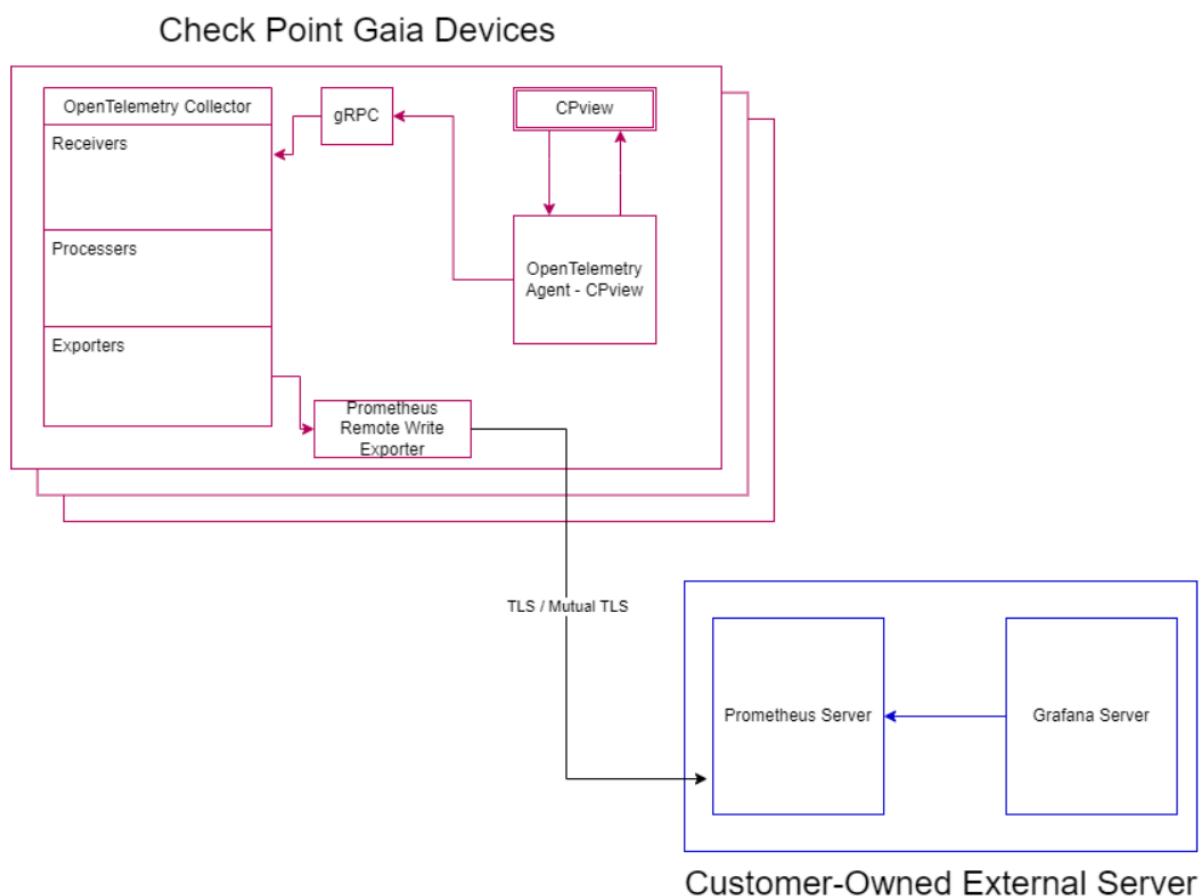 Check Point Gaia Devices
OpenTelemetry Collector
Receivers
Processers
Exporters
gRPC
CPview
OpenTelemetry
Agent - CPview
Prometheus
Remote Write
Exporter
TLS / Mutual TLS
Prometheus Server
Grafana Server
Customer-Owned External Server